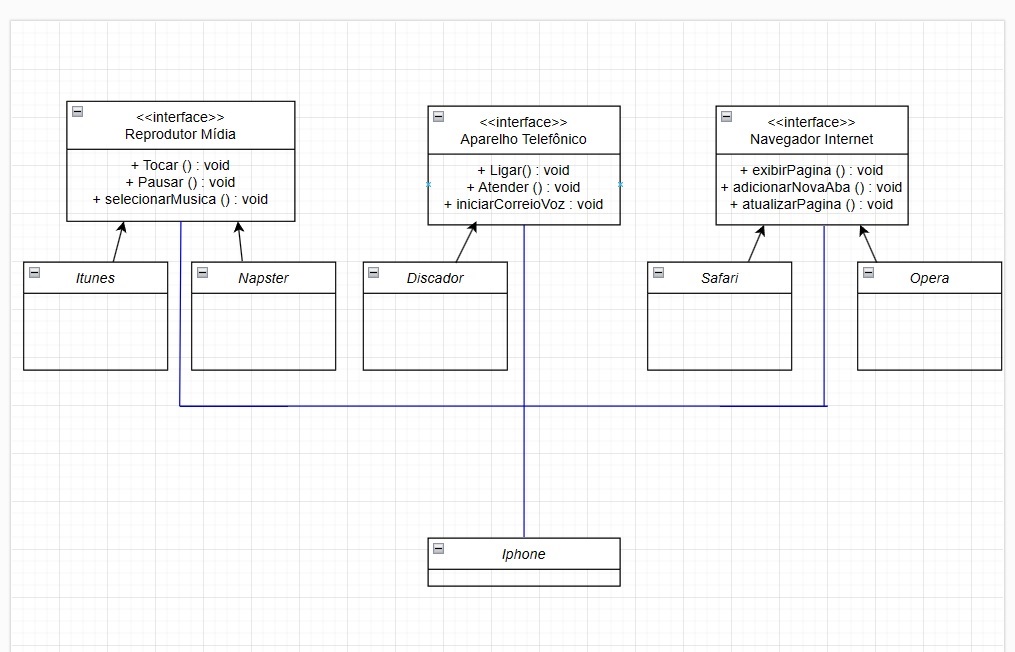 <<interface>>
Reprodutor Mídia
+ Tocar () : void
+ Pausar () : void
+ selecionarMusica () : void
<<interface>>
Aparelho Telefônico
+ Ligar() : void
+ Atender () : void
+ iniciarCorreioVoz : void
<<interface>>
Navegador Internet
+ exibirPagina () : void
+ adicionarNovaAba () : void
+ atualizarPagina () : void
Itunes
Napster
Discador
Safari
Opera
Iphone